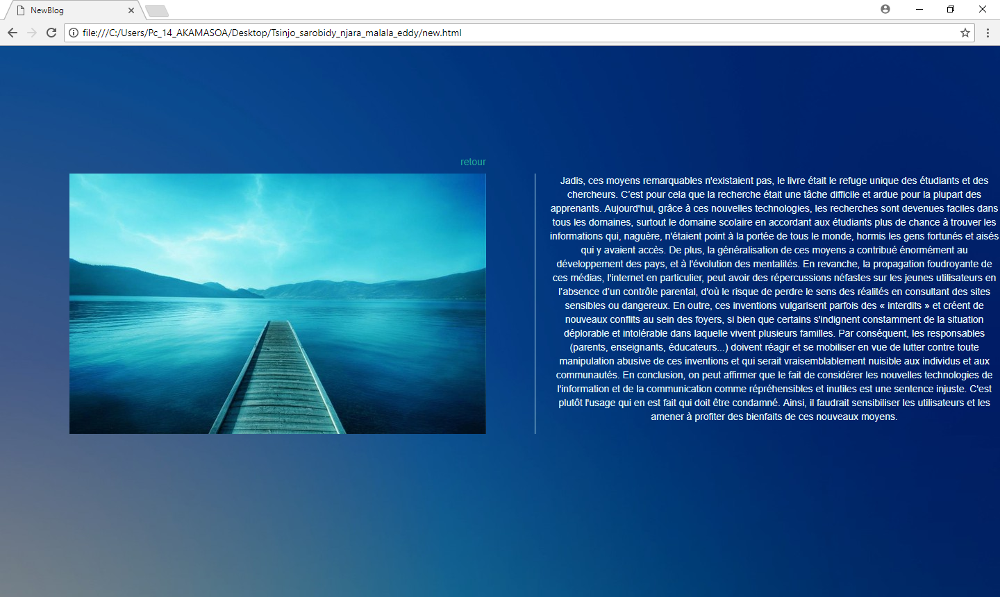 NewBlog
file:///C:/Users/Pc_14_AKAMASOA/Desktop/Tsinjo_sarobidy_njara_malala_eddy/new.html
retour
Jadis, ces moyens remarquables n'existaient pas, le livre était le refuge unique des étudiants et des
chercheurs. C’est pour cela que la recherche était une tâche difficile et ardue pour la plupart des
apprenants. Aujourd'hui, grâce à ces nouvelles technologies, les recherches sont devenues faciles dans
tous les domaines, surtout le domaine scolaire en accordant aux étudiants plus de chance à trouver les
informations qui, naguère, n'étaient point à la portée de tous le monde, hormis les gens fortunés et aisés
qui y avaient accès. De plus, la généralisation de ces moyens a contribué énormément au
développement des pays, et à l'évolution des mentalités. En revanche, la propagation foudroyante de
ces médias, l'internet en particulier, peut avoir des répercussions néfastes sur les jeunes utilisateurs en
l’absence d’un contrôle parental, d'où le risque de perdre le sens des réalités en consultant des sites
sensibles ou dangereux. En outre, ces inventions vulgarisent parfois des « interdits » et créent de
nouveaux conflits au sein des foyers, si bien que certains s'indignent constamment de la situation
déplorable et intolérable dans laquelle vivent plusieurs familles. Par conséquent, les responsables
(parents, enseignants, éducateurs...) doivent réagir et se mobiliser en vue de lutter contre toute
manipulation abusive de ces inventions et qui serait vraisemblablement nuisible aux individus et aux
communautés. En conclusion, on peut affirmer que le fait de considérer les nouvelles technologies de
l'information et de la communication comme répréhensibles et inutiles est une sentence injuste. C'est
plutôt l'usage qui en est fait qui doit être condamné. Ainsi, il faudrait sensibiliser les utilisateurs et les
amener à profiter des bienfaits de ces nouveaux moyens.